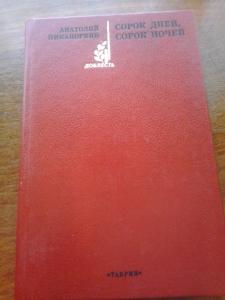 АНАТОЛИЙ
НИКАНОРКИН
СОРОК ДНЕЙ,
СОРОК НОЧЕЙ
ДОБЛЕСТЬ
«ТАВРИЯ»